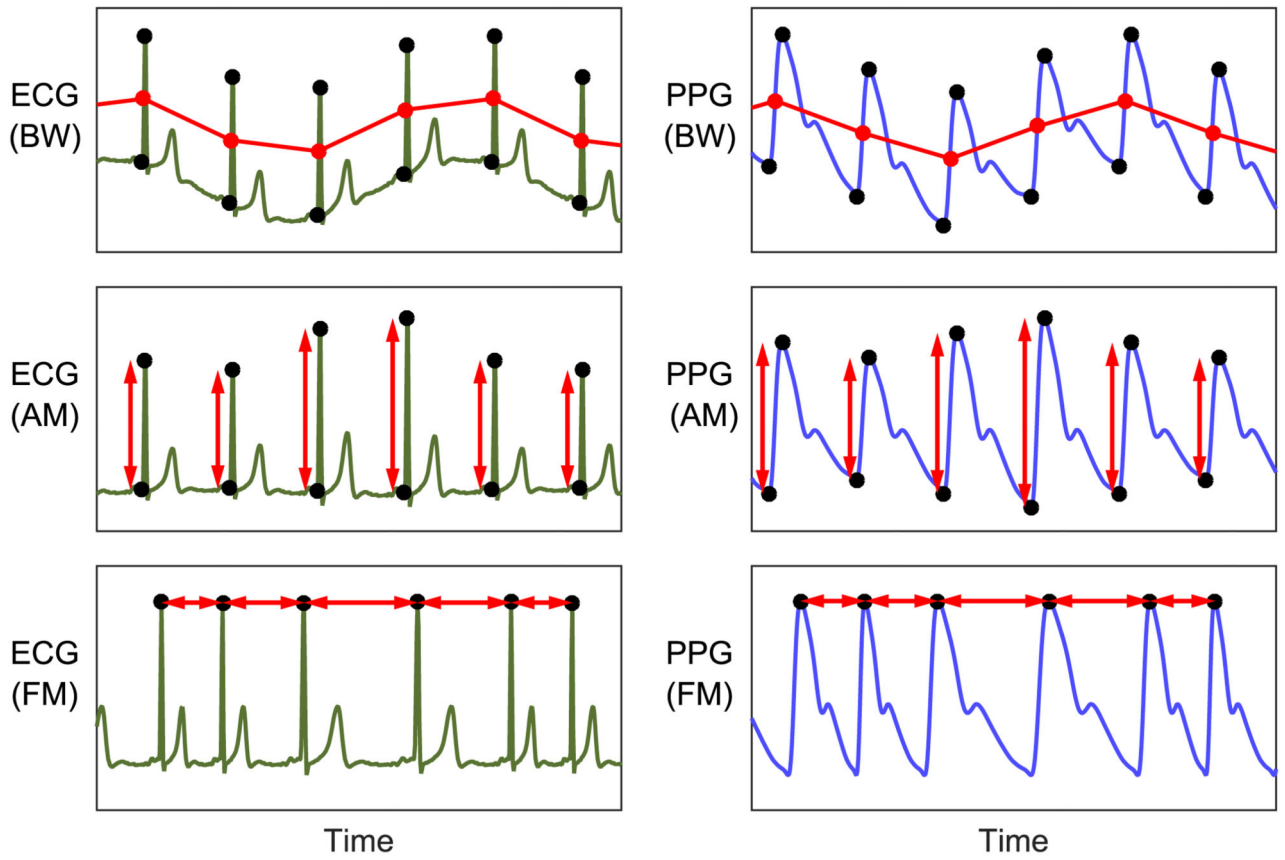 ECG
(BW)
PPG
(BW)
ECG
(AM)
PPG
(AM)
ECG
(FM)
PPG
(FM)
Time
Time